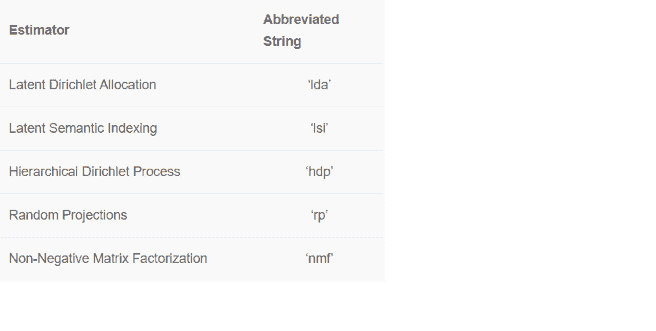 Estimator
Abbreviated
String
Latent Dirichlet Allocation ‘lda’
Latent Semantic Indexing ‘lsi’
Hierarchical Dirichlet Process ‘hdp’
Random Projections ‘rp’
Non-Negative Matrix Factorization ‘nmf’